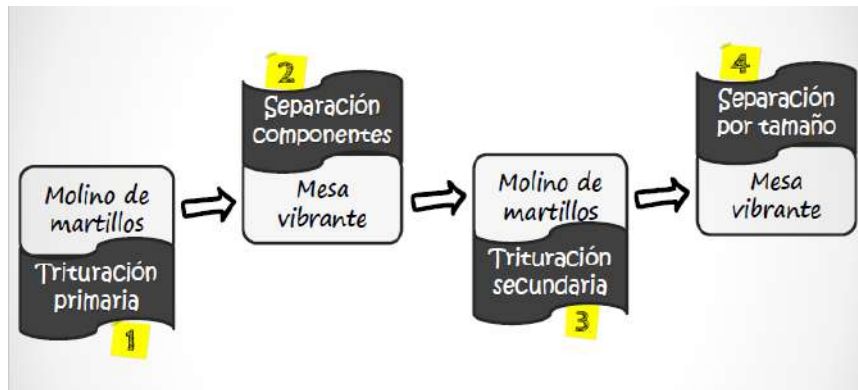 Molino de
martillos
Trituración
primaria
1
2
Separación
componentes
Mesa
vibrante
Molino de
martillos
Trituración
secundaria
3
4
Separación
por tamaño
Mesa
vibrante